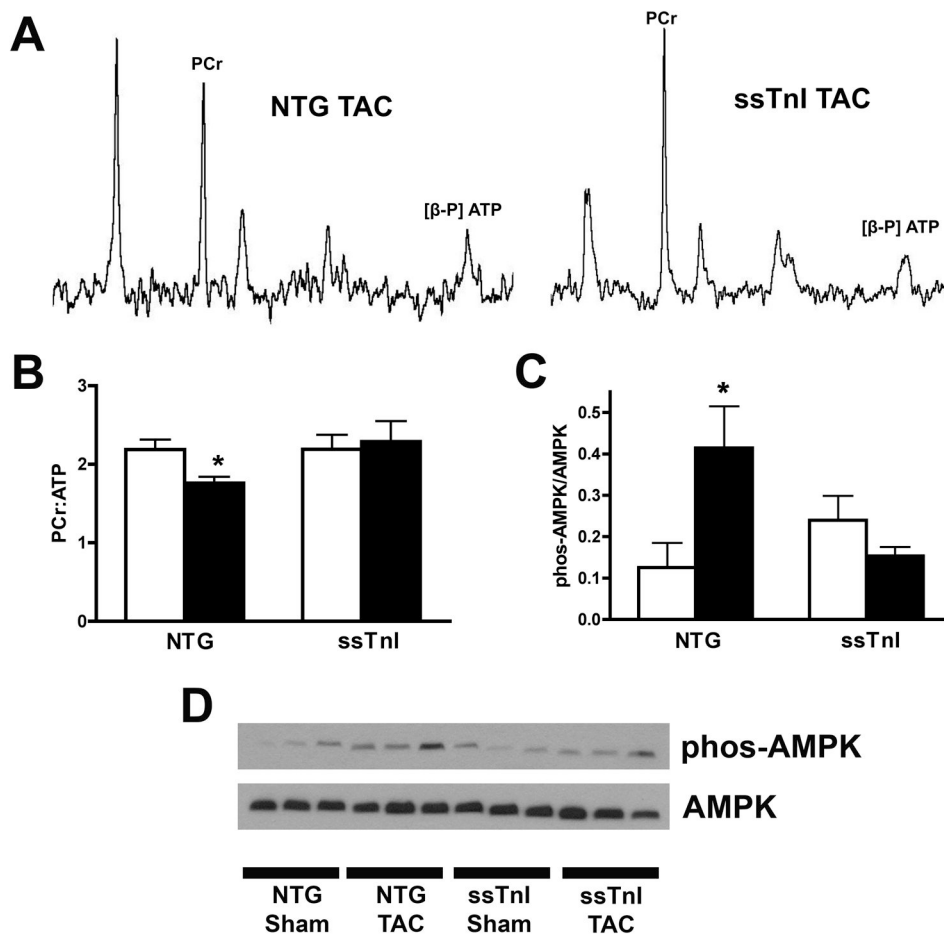 A
PCr
NTG TAC
[β-P] ATP
PCr
ssTnI TAC
[β-P] ATP
B
PCr:ATP
3
2
1
0
*
NTG
ssTnI
C
phos-AMPK/AMPK
0.5
0.4
0.3
0.2
0.1
0.0
*
NTG
ssTnI
D
phos-AMPK
AMPK
NTG
Sham
NTG
TAC
ssTnI
Sham
ssTnI
TAC